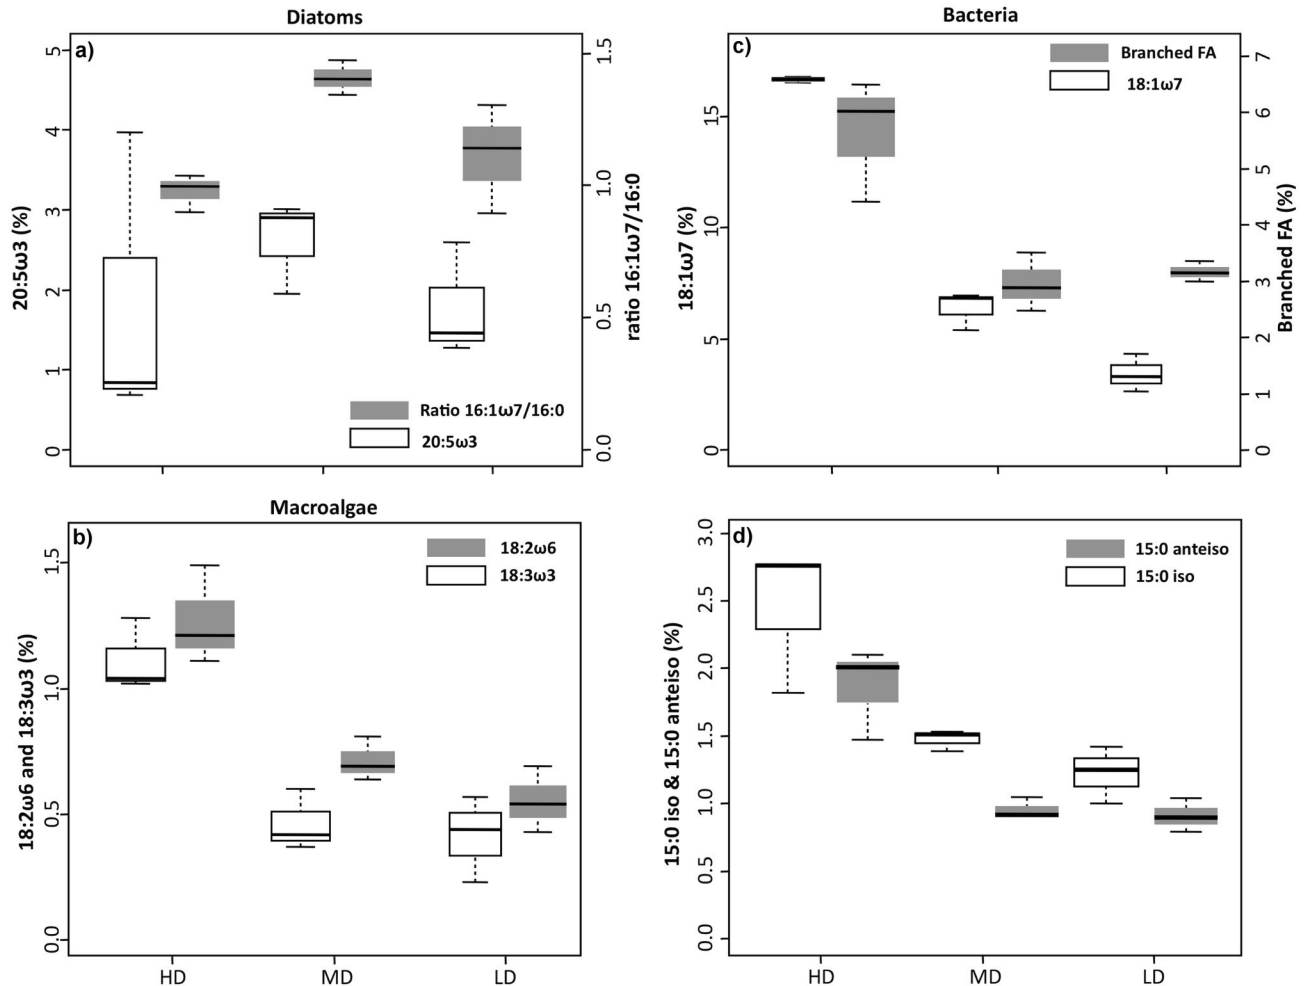 Diatoms
a)
5
4
3
2
1
0
20:5ω3 (%)
1.5
1.0
0.5
0.0
ratio 16:1ω7/16:0
Ratio 16:1ω7/16:0
20:5ω3
Bacteria
c)
15
10
5
0
18:1ω7 (%)
7
6
5
4
3
2
1
0
Branched FA (%)
Branched FA
18:1ω7
Macroalgae
b)
1.5
1.0
0.5
0.0
18:2ω6 and 18:3ω3 (%)
18:2ω6
18:3ω3
HD
MD
LD
d)
3.0
2.5
2.0
1.5
1.0
0.5
0.0
15:0 iso & 15:0 anteiso (%)
15:0 anteiso
15:0 iso
HD
MD
LD